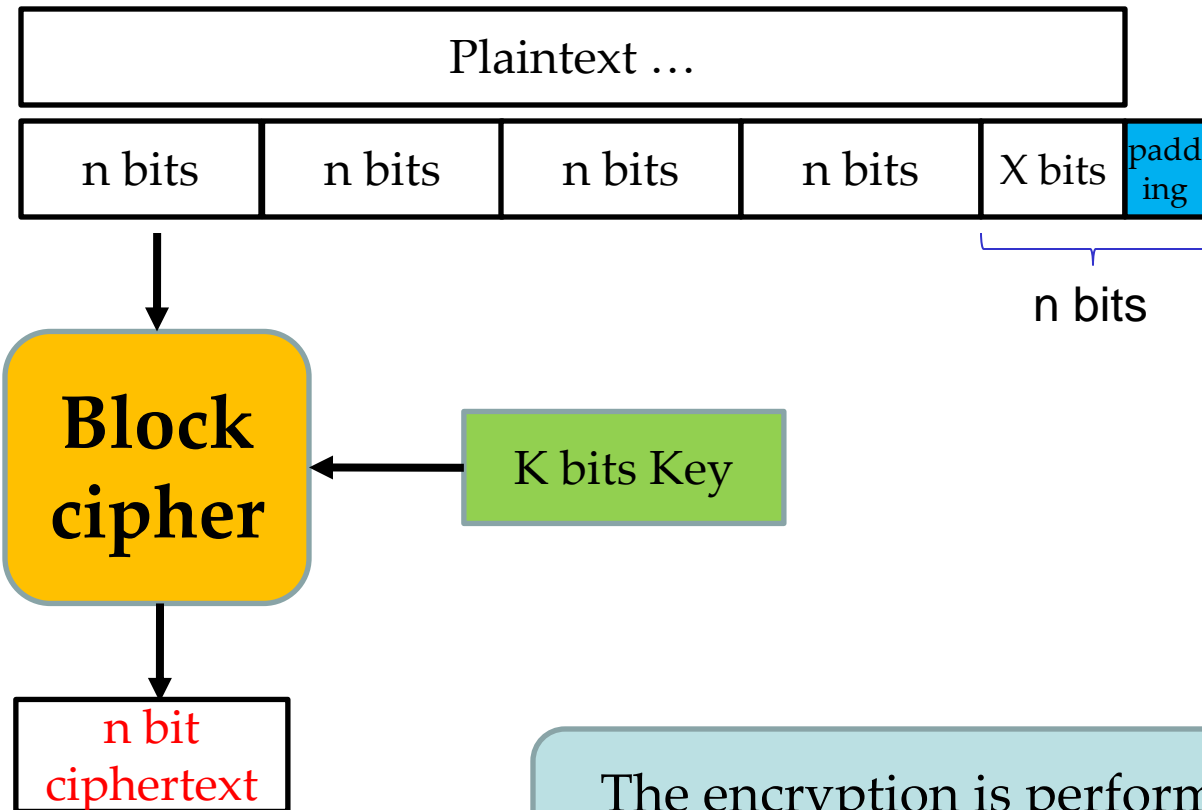 Plaintext …
n bits n bits n bits n bits X bits padd
ing
n bits
Block
cipher
K bits Key
n bit
ciphertext
The encryption is perform